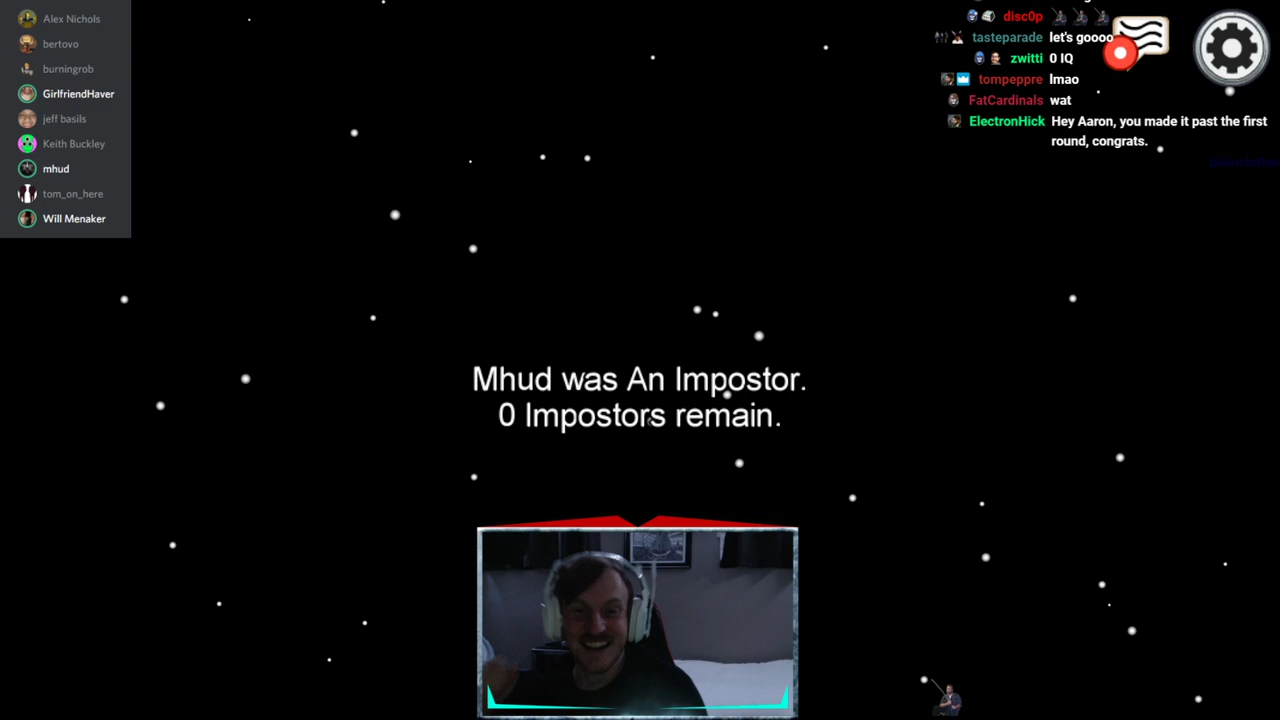 Alex Nichols
bertovo
burningrob
GirlfriendHaver
jeff basils
Keith Buckley
mhud
tom_on_here
Will Menaker
disc0p
tasteparade let's goooo
zwitti 0 IQ
tompeppre lmao
FatCardinals wat
ElectronHick Hey Aaron, you made it past the first
round, congrats.
Mhud was An Impostor.
0 Impostors remain.